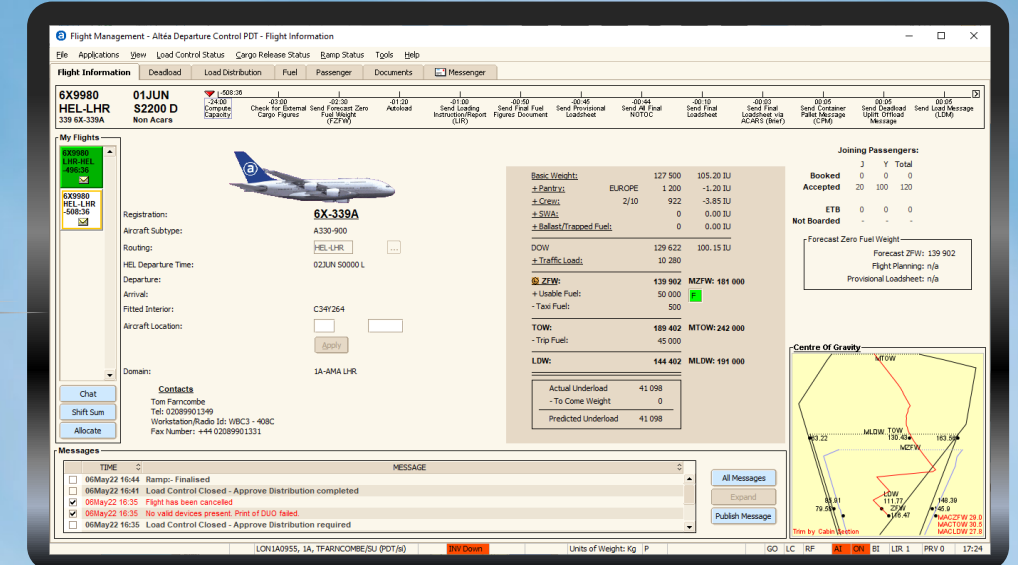 Flight Management - Altéa Departure Control PDT - Flight Information
File Applications View Load Control Status Cargo Release Status Ramp Status Tools Help
Flight Information Deadload Load Distribution Fuel Passenger Documents Messenger
6X9980 01JUN
HEL-LHR S2200 D
339 6X-339A Non Acars
-508:36
-24:00 -03:00 -02:30 -01:20 -01:00 -00:50 -00:45 -00:44 -00:10 -00:03 00:05 00:05 00:05
Compute Capacity
Check for External Cargo Figures
Send Forecast Zero Fuel Weight (FZFW)
Autoload
Send Loading Instruction/Report (LIR)
Send Final Fuel Figures Document
Send Provisional Loadsheet
Send All Final NOTOC
Send Final Loadsheet
Send Final Loadsheet via ACARS (Brief)
Send Container Pallet Message (CPM)
Send Deadload Uplift Offload Message
Send Load Message (LDM)
My Flights
6X9980
LHR-HEL
-496:36
6X9980
HEL-LHR
-508:36
a
Registration: 6X-339A
Aircraft Subtype: A330-900
Routing: HEL-LHR ...
HEL Departure Time: 02JUN S0000 L
Departure:
Arrival:
Fitted Interior: C34Y264
Aircraft Location:
Apply
Domain: 1A-AMA LHR
Contacts
Tom Farncombe
Tel: 02089901349
Workstation/Radio Id: WBC3 - 408C
Fax Number: +44 02089901331
Chat
Shift Sum
Allocate
Basic Weight: 127 500 105.20 IU
+ Pantry: EUROPE 1 200 -1.20 IU
+ Crew: 2/10 922 -3.85 IU
+ SWA: 0 0.00 IU
+ Ballast/Trapped Fuel: 0 0.00 IU
DOW 129 622 100.15 IU
+ Traffic Load: 10 280
ZFW: 139 902 MZFW: 181 000
+ Usable Fuel: 50 000 F
- Taxi Fuel: 500
TOW: 189 402 MTOW: 242 000
- Trip Fuel: 45 000
LDW: 144 402 MLDW: 191 000
Actual Underload 41 098
- To Come Weight 0
Predicted Underload 41 098
Joining Passengers:
J Y Total
Booked 0 0 0
Accepted 20 100 120
ETB 0 0 0
Not Boarded - - -
Forecast Zero Fuel Weight
Forecast ZFW: 139 902
Flight Planning: n/a
Provisional Loadsheet: n/a
Centre Of Gravity
MTOW
MLDW TOW
63.22 130.43 163.56
MZFW
LDW
85.91 111.77 148.39
79.59 ZFW 145.9
116.47
MACZFW 29.0
MACTOW 30.5
MACLDW 27.8
Trim by Cabin Section
Messages
TIME MESSAGE
06May22 16:44 Ramp:- Finalised
06May22 16:41 Load Control Closed - Approve Distribution completed
06May22 16:35 Flight has been cancelled
06May22 16:35 No valid devices present. Print of DUO failed.
06May22 16:35 Load Control Closed - Approve Distribution required
All Messages
Expand
Publish Message
LON1A0955, 1A, TFARNCOMBE/SU (PDT/si) INV Down Units of Weight: Kg P GO LC RF AI ON BI LIR 1 PRV 0 17:24